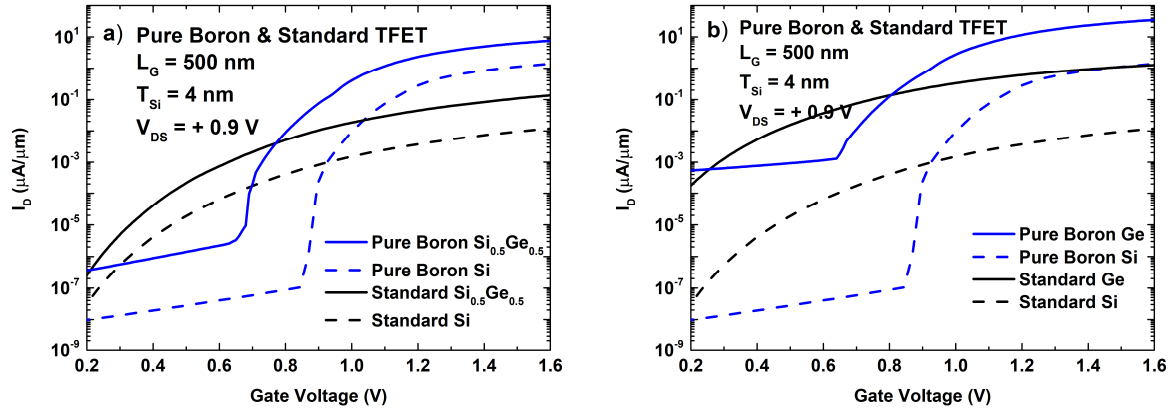 a) Pure Boron & Standard TFET
L_G = 500 nm
T_Si = 4 nm
V_DS = + 0.9 V
Pure Boron Si_0.5Ge_0.5
Pure Boron Si
Standard Si_0.5Ge_0.5
Standard Si
I_D (μA/μm)
10^1
10^-1
10^-3
10^-5
10^-7
10^-9
0.2 0.4 0.6 0.8 1.0 1.2 1.4 1.6
Gate Voltage (V)
b) Pure Boron & Standard TFET
L_G = 500 nm
T_Si = 4 nm
V_DS = + 0.9 V
Pure Boron Ge
Pure Boron Si
Standard Ge
Standard Si
I_D (μA/μm)
10^1
10^-1
10^-3
10^-5
10^-7
10^-9
0.2 0.4 0.6 0.8 1.0 1.2 1.4 1.6
Gate Voltage (V)